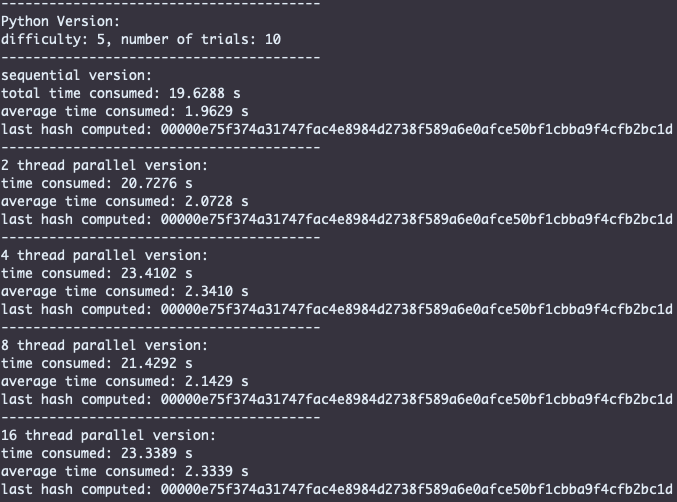 ----------------------------------------
Python Version:
difficulty: 5, number of trials: 10
----------------------------------------
sequential version:
total time consumed: 19.6288 s
average time consumed: 1.9629 s
last hash computed: 00000e75f374a31747fac4e8984d2738f589a6e0afce50bf1cbba9f4cfb2bc1d
----------------------------------------
2 thread parallel version:
time consumed: 20.7276 s
average time consumed: 2.0728 s
last hash computed: 00000e75f374a31747fac4e8984d2738f589a6e0afce50bf1cbba9f4cfb2bc1d
----------------------------------------
4 thread parallel version:
time consumed: 23.4102 s
average time consumed: 2.3410 s
last hash computed: 00000e75f374a31747fac4e8984d2738f589a6e0afce50bf1cbba9f4cfb2bc1d
----------------------------------------
8 thread parallel version:
time consumed: 21.4292 s
average time consumed: 2.1429 s
last hash computed: 00000e75f374a31747fac4e8984d2738f589a6e0afce50bf1cbba9f4cfb2bc1d
----------------------------------------
16 thread parallel version:
time consumed: 23.3389 s
average time consumed: 2.3339 s
last hash computed: 00000e75f374a31747fac4e8984d2738f589a6e0afce50bf1cbba9f4cfb2bc1d